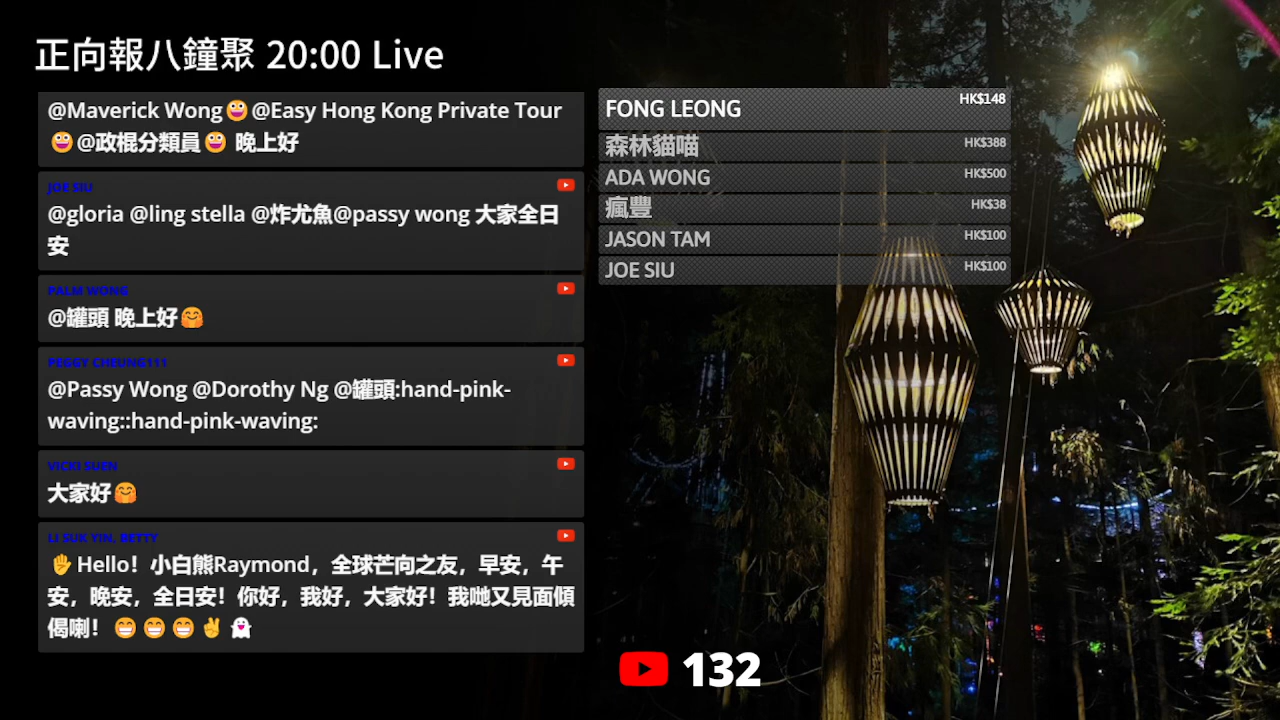 正向報八鐘聚 20:00 Live
@Maverick Wong😀@Easy Hong Kong Private Tour
😀@政棍分類員😀 晚上好
JOE SIU
@gloria @ling stella @炸尤魚@passy wong 大家全日
安
PALM WONG
@罐頭 晚上好🤗
PEGGY CHEUNG111
@Passy Wong @Dorothy Ng @罐頭:hand-pink-
waving::hand-pink-waving:
VICKI SUEN
大家好🤗
LI SUK YIN, BETTY
✋Hello！小白熊Raymond，全球芒向之友，早安，午
安，晚安，全日安！你好，我好，大家好！我哋又見面傾
偈喇！😁😁😁✌👻
FONG LEONG HK$148
森林貓喵 HK$388
ADA WONG HK$500
瘋豐 HK$38
JASON TAM HK$100
JOE SIU HK$100
132